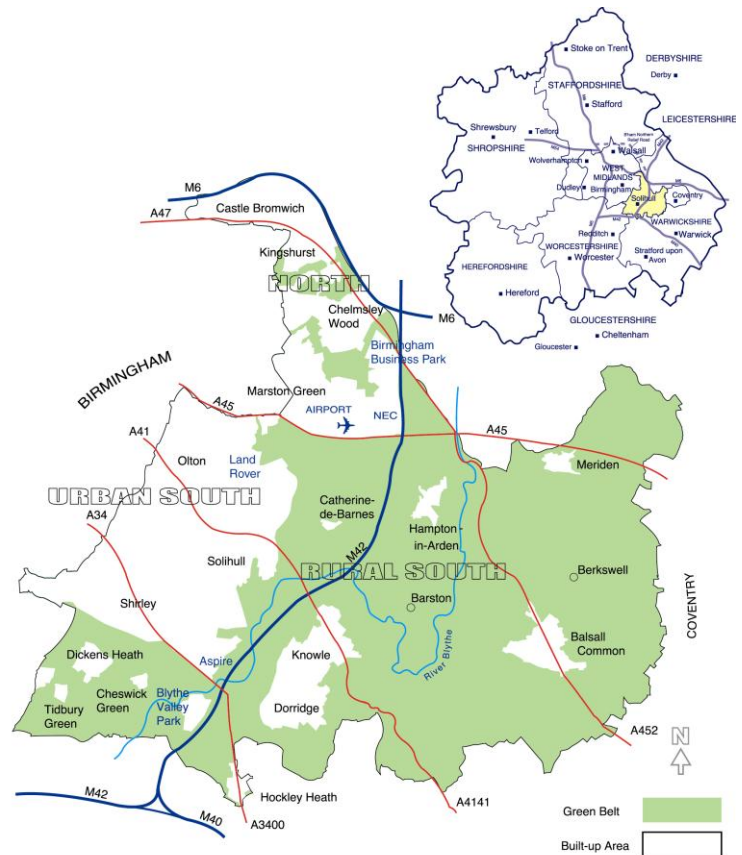 Stoke on Trent
DERBYSHIRE
Derby
STAFFORDSHIRE
Stafford
LEICESTERSHIRE
Shrewsbury
Telford
SHROPSHIRE
Walsall
Wolverhampton
WEST
MIDLANDS
Dudley
Birmingham
Solihull
Coventry
WARWICKSHIRE
Redditch
Warwick
WORCESTERSHIRE
Worcester
Stratford upon
Avon
HEREFORDSHIRE
Hereford
GLOUCESTERSHIRE
Cheltenham
Gloucester
M6
A47
Castle Bromwich
Kingshurst
NORTH
Chelmsley
Wood
M6
Birmingham
Business Park
BIRMINGHAM
Marston Green
A45
AIRPORT
NEC
A45
A41
Olton
Land
Rover
Meriden
URBAN SOUTH
Catherine-
de-Barnes
A34
Hampton -
in-Arden
M42
Solihull
RURAL SOUTH
Berkswell
Shirley
Barston
COVENTRY
Balsall
Common
Dickens Heath
Aspire
Knowle
River Blythe
Cheswick
Green
Blythe
Valley
Park
Tidbury
Green
Dorridge
A452
N
M42
M40
Hockley Heath
A3400
A4141
Green Belt
Built-up Area